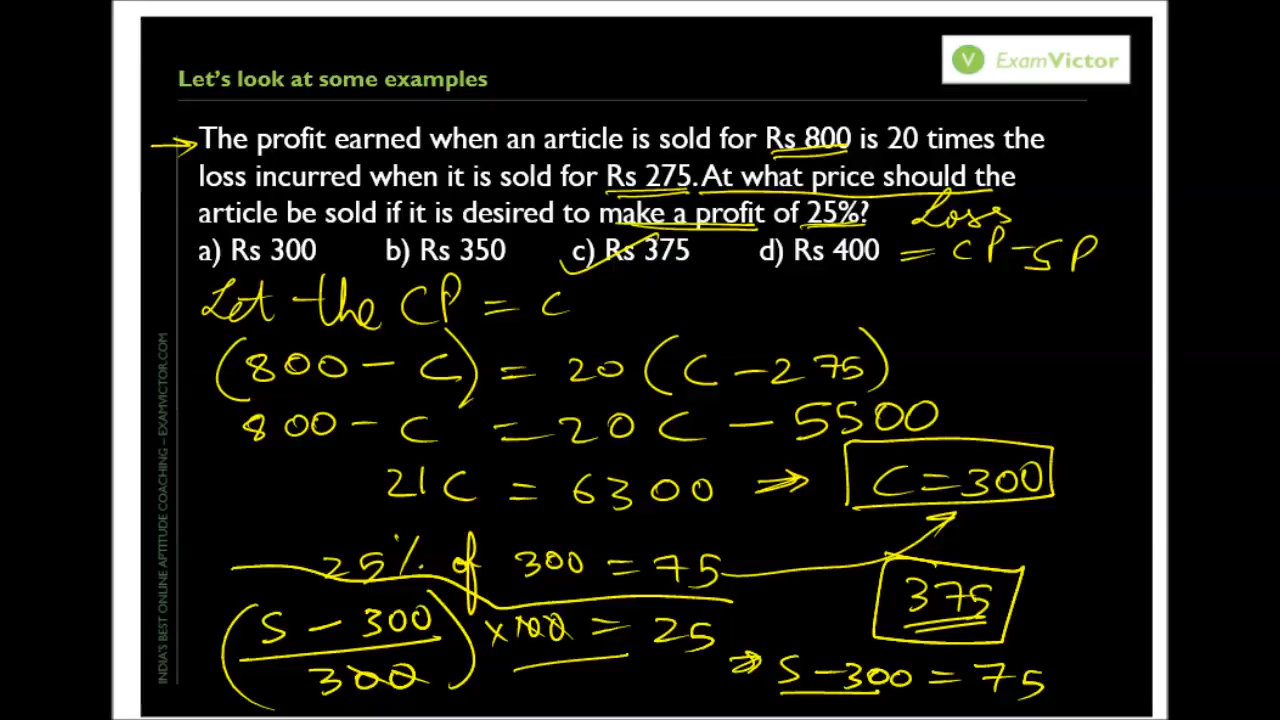 ExamVictor
Let's look at some examples
The profit earned when an article is sold for Rs 800 is 20 times the
loss incurred when it is sold for Rs 275. At what price should the
article be sold if it is desired to make a profit of 25%?
Loss
a) Rs 300 b) Rs 350 c) Rs 375 d) Rs 400 = CP - SP
Let the CP = C
(800 - C) = 20 (C - 275)
800 - C = 20C - 5500
21C = 6300 ⇒ C = 300
25% of 300 = 75
375
(S - 300 / 300) × 100 = 25
⇒ S - 300 = 75
INDIA'S BEST ONLINE APTITUDE COACHING – EXAMVICTOR.COM